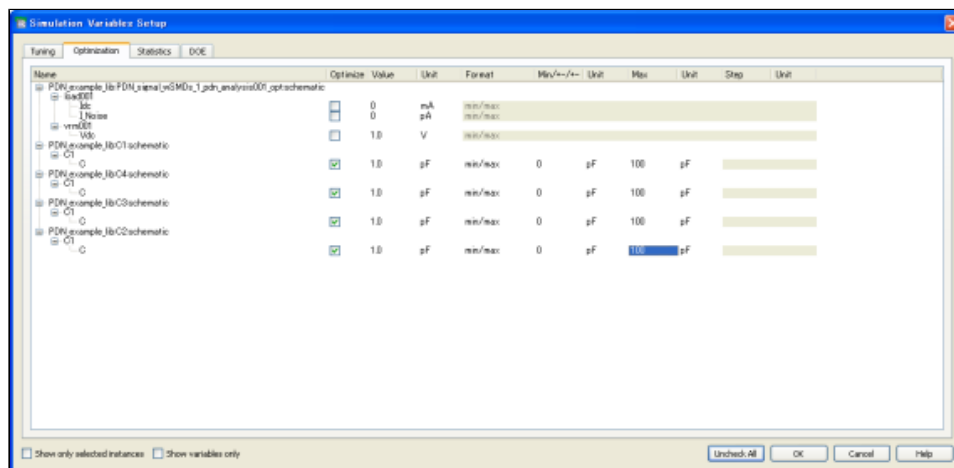 Simulation Variables Setup
Tuning Optimization Statistics DOE
Name Optimize Value Unit Format Min/+-/+- Unit Max Unit Step Unit
PDN_example_lib:PDN_signal_wSMDs_1_pdn_analysis001_opt:schematic
load001
Idc 0 mA min/max
I_Noise 0 pA min/max
vrm001
Vdc 1.0 V min/max
PDN_example_lib:C1:schematic
C1
C 1.0 pF min/max 0 pF 100 pF
PDN_example_lib:C4:schematic
C1
C 1.0 pF min/max 0 pF 100 pF
PDN_example_lib:C3:schematic
C1
C 1.0 pF min/max 0 pF 100 pF
PDN_example_lib:C2:schematic
C1
C 1.0 pF min/max 0 pF 100 pF
Show only selected instances Show variables only Uncheck All OK Cancel Help